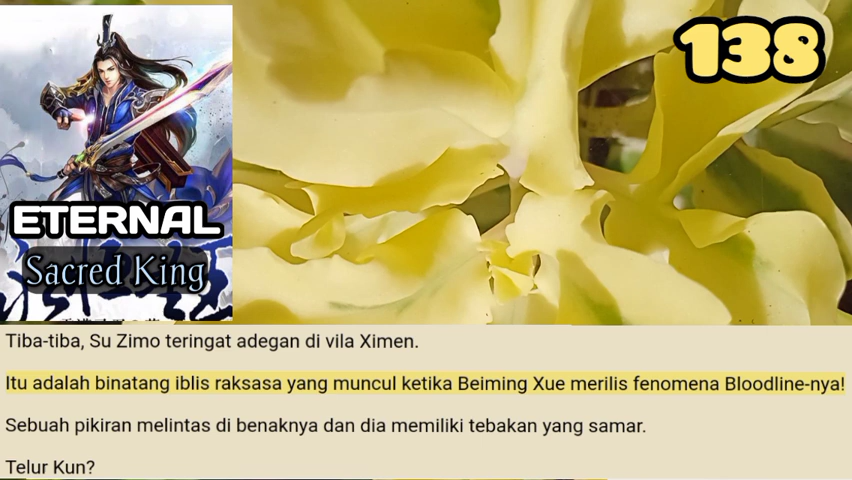 138
ETERNAL
Sacred King
Tiba-tiba, Su Zimo teringat adegan di vila Ximen.
Itu adalah binatang iblis raksasa yang muncul ketika Beiming Xue merilis fenomena Bloodline-nya!
Sebuah pikiran melintas di benaknya dan dia memiliki tebakan yang samar.
Telur Kun?